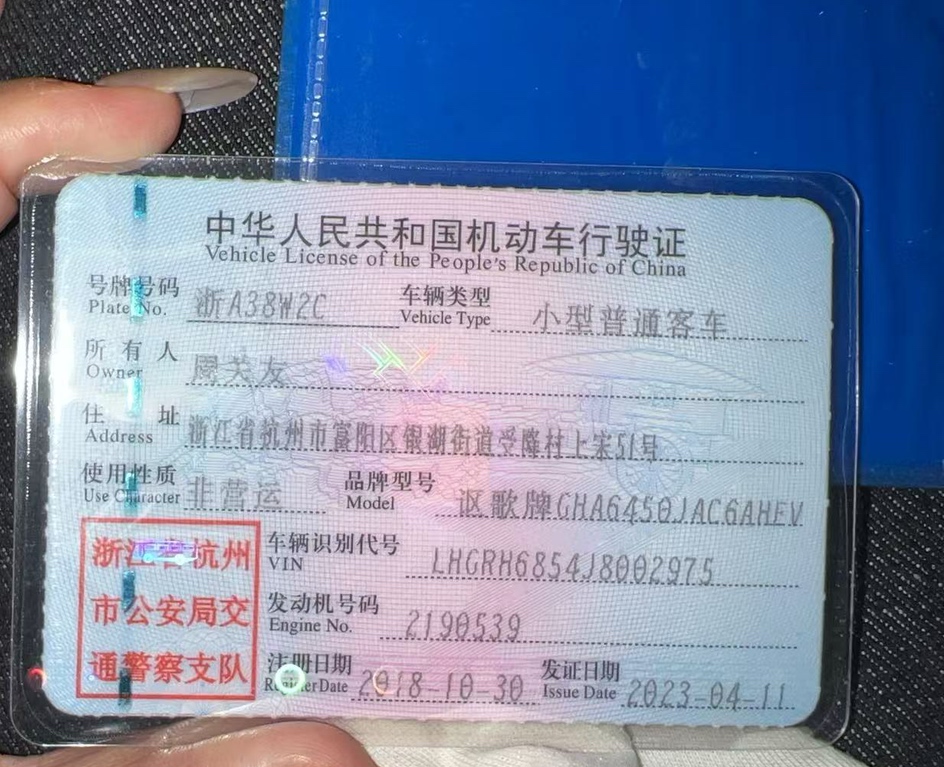 中华人民共和国机动车行驶证
Vehicle License of the People's Republic of China
号牌号码 浙A38W2C 车辆类型 小型普通客车
Plate No. Vehicle Type
所有人 周关友
Owner
住址 浙江省杭州市富阳区银湖街道受降村上宋51号
Address
使用性质 非营运 品牌型号 讴歌牌GHA6450JAC6AHEV
Use Character Model
浙江省杭州
市公安局交
通警察支队
车辆识别代号 LHGRH6854J8002975
VIN
发动机号码 2190539
Engine No.
注册日期 2018-10-30 发证日期 2023-04-11
Register Date Issue Date